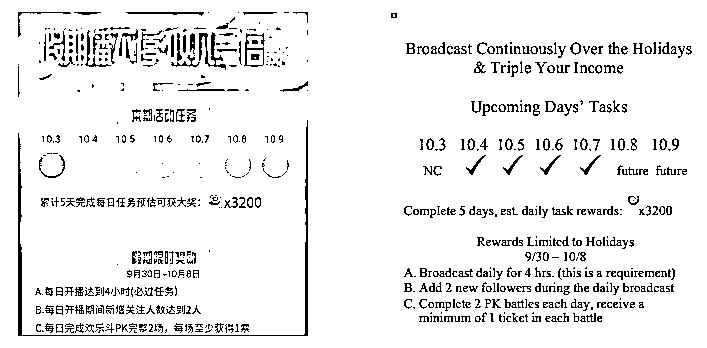 假期播不停 收入三倍
来期活动任务
10.3 10.4 10.5 10.6 10.7 10.8 10.9
累计5天完成每日任务预估可获大奖: x3200
假期限时奖励
9月30日-10月8日
A.每日开播达到4小时(必过任务)
B.每日开播期间新增关注人数达到2人
C.每日完成欢乐斗PK完整2场，每场至少获得1票
Broadcast Continuously Over the Holidays
& Triple Your Income
Upcoming Days' Tasks
10.3 10.4 10.5 10.6 10.7 10.8 10.9
NC ✓ ✓ ✓ ✓ future future
Complete 5 days, est. daily task rewards: x3200
Rewards Limited to Holidays
9/30 – 10/8
A. Broadcast daily for 4 hrs. (this is a requirement)
B. Add 2 new followers during the daily broadcast
C. Complete 2 PK battles each day, receive a
minimum of 1 ticket in each battle